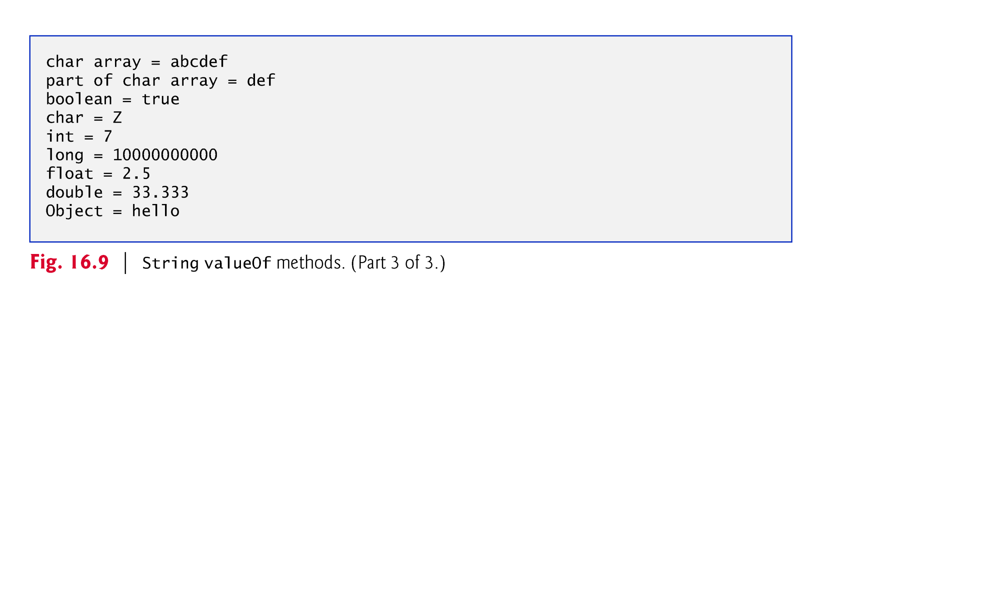 char array = abcdef
part of char array = def
boolean = true
char = Z
int = 7
long = 10000000000
float = 2.5
double = 33.333
Object = hello
Fig. 16.9 | String valueOf methods. (Part 3 of 3.)